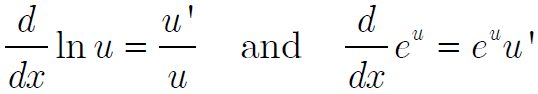 d/dx ln u = u'/u and d/dx e^u = e^u u'